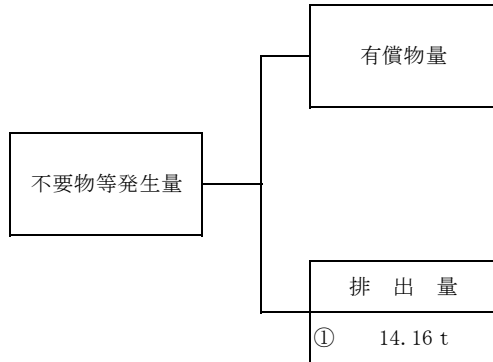 有償物量
不要物等発生量
排 出 量
① 14.16 t